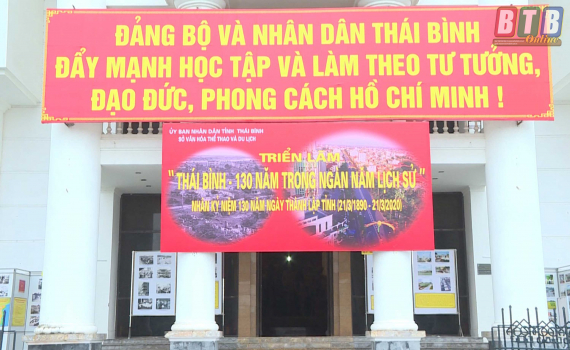 BTB
Online
ĐẢNG BỘ VÀ NHÂN DÂN THÁI BÌNH
ĐẨY MẠNH HỌC TẬP VÀ LÀM THEO TƯ TƯỞNG,
ĐẠO ĐỨC, PHONG CÁCH HỒ CHÍ MINH !
ỦY BAN NHÂN DÂN TỈNH THÁI BÌNH
SỞ VĂN HÓA THỂ THAO VÀ DU LỊCH
TRIỂN LÃM
"THÁI BÌNH - 130 NĂM TRONG NGÀN NĂM LỊCH SỬ"
NHÂN KỶ NIỆM 130 NĂM NGÀY THÀNH LẬP TỈNH (21/3/1890 - 21/3/2020)